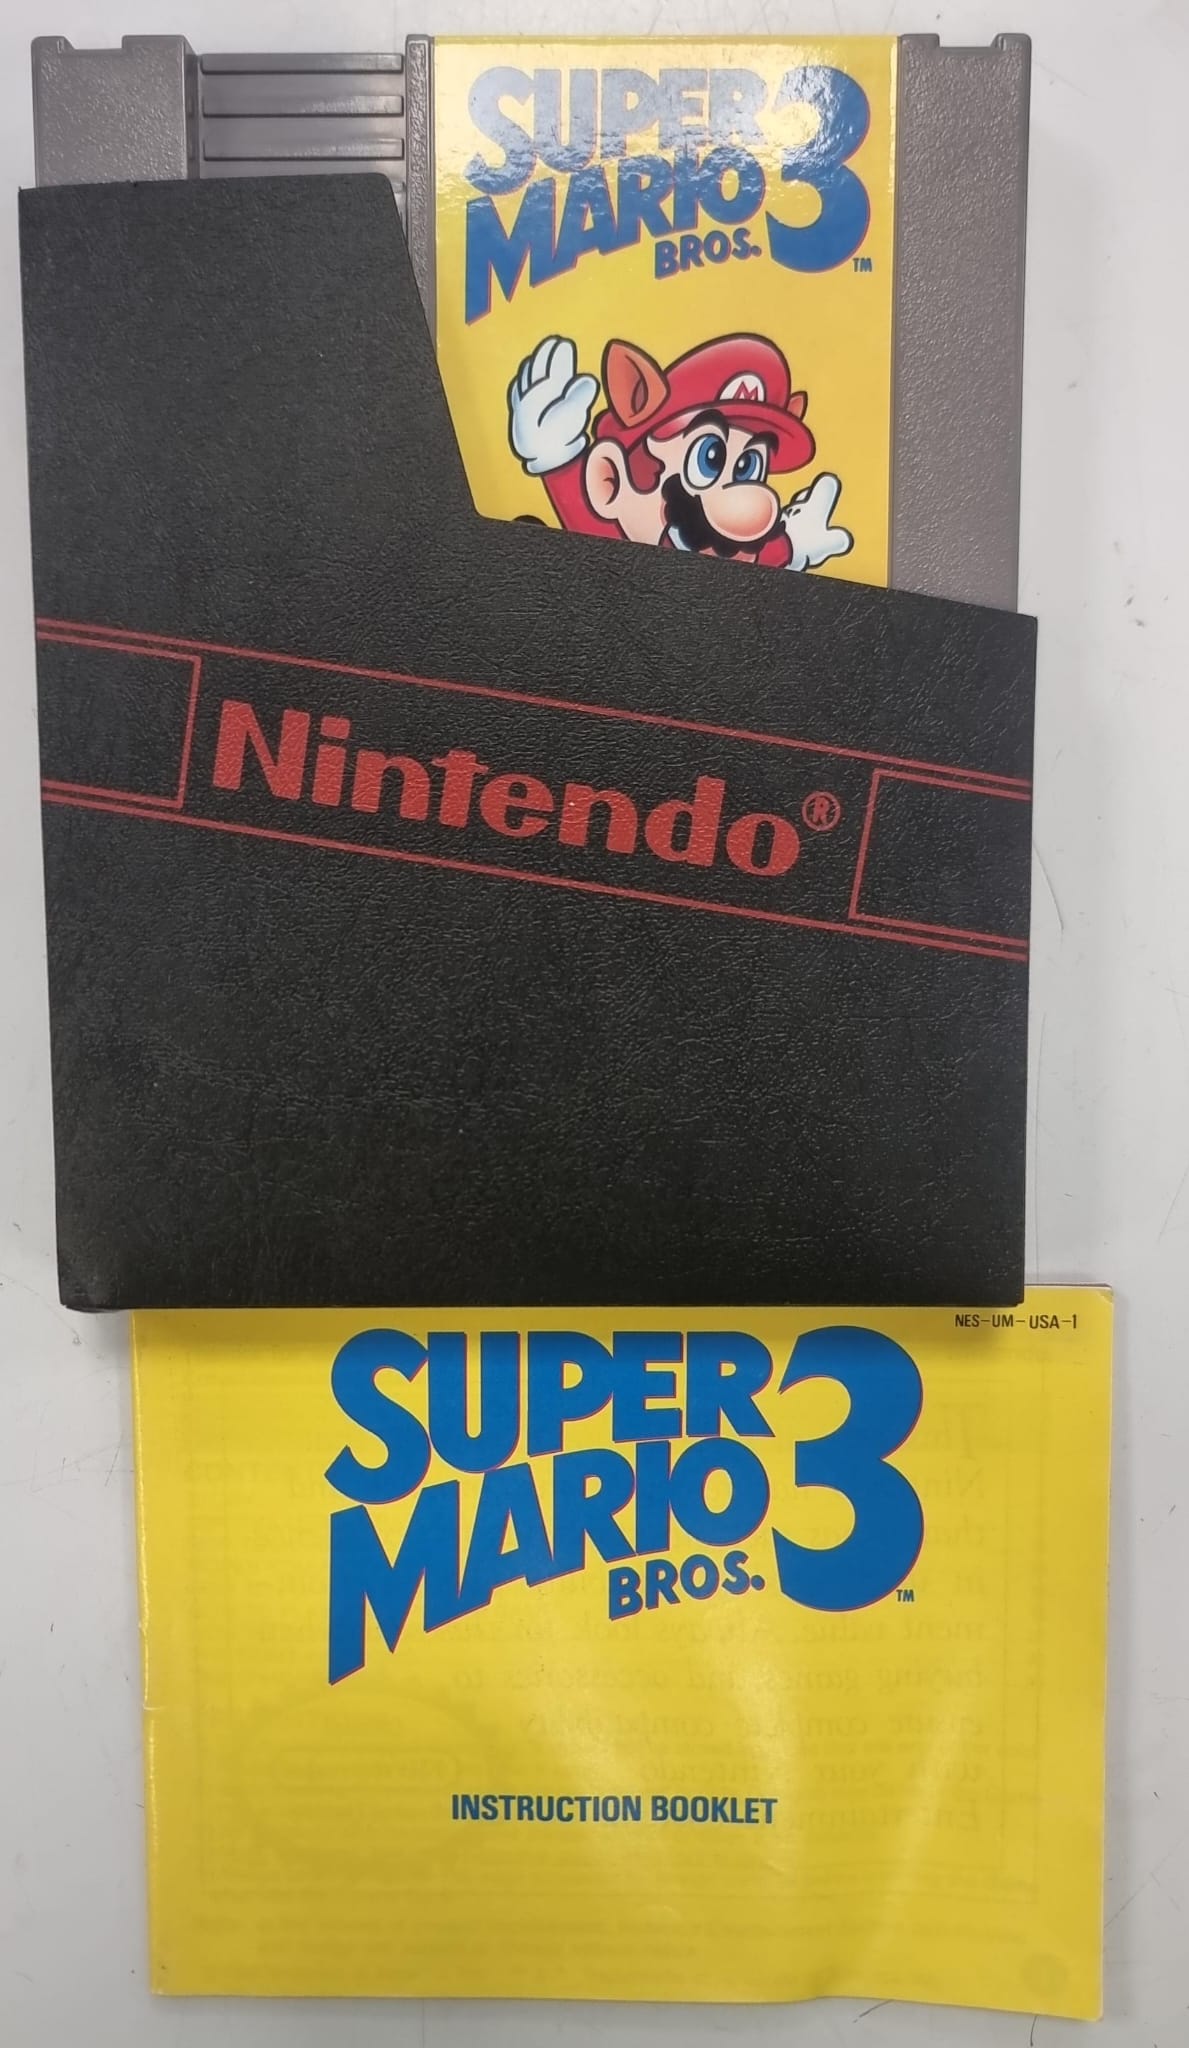 SUPER
MARIO
BROS. 3
TM
M
Nintendo®
NES-UM-USA-1
SUPER
MARIO
BROS. 3
TM
INSTRUCTION BOOKLET